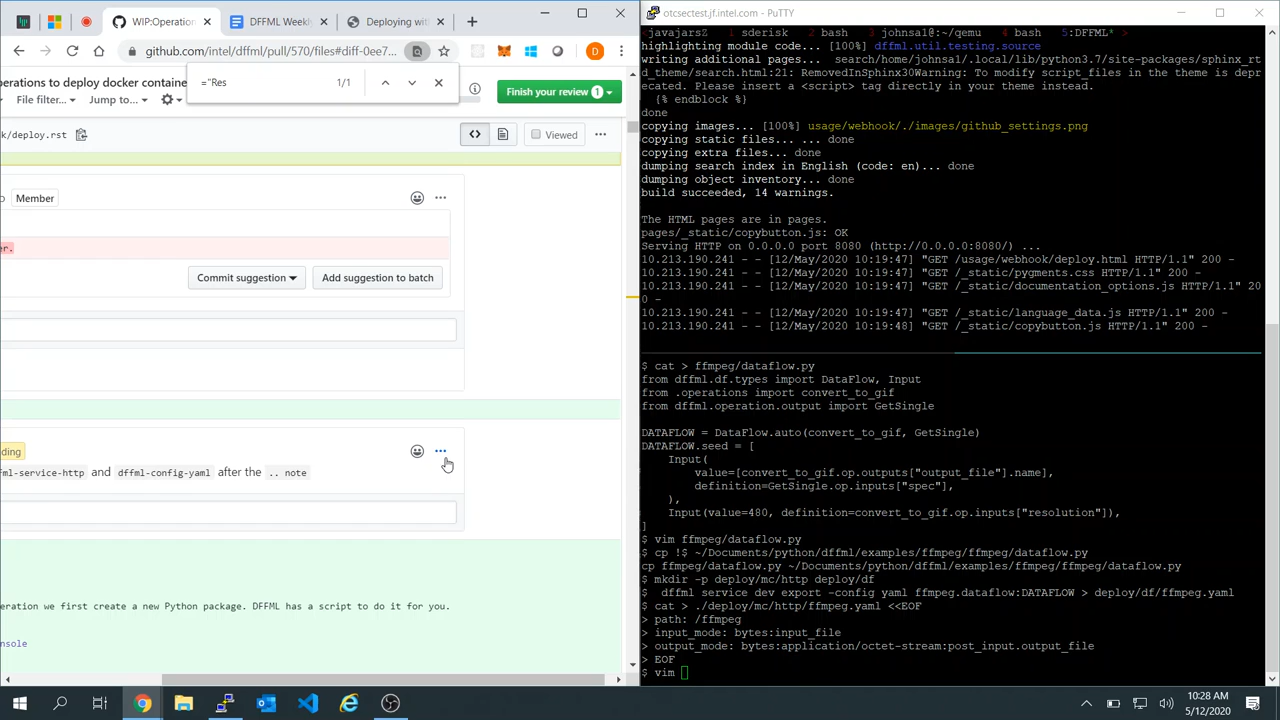 WIP:Operation
DFFML Weekly
Deploying wit
github.com/intel/dffml/pull/570/files#diff-0e7...
D
Res
1/1
perations to deploy docker container
File filter...
Jump to...
Finish your review 1
k/deploy.rst
<>
Viewed
o
Member
er.
Commit suggestion
Add suggestion to batch
ding
fml-service-http and dffml-config-yaml after the .. note
eration we first create a new Python package. DFFML has a script to do it for you.
nsole
otcsectest.jf.intel.com - PuTTY
<javajarsZ 1 sderisk 2 bash 3 johnsa1@:~/qemu 4 bash 5:DFFML* >
highlighting module code... [100%] dffml.util.testing.source
writing additional pages... search/home/johnsa1/.local/lib/python3.7/site-packages/sphinx_rt
d_theme/search.html:21: RemovedInSphinx30Warning: To modify script_files in the theme is depr
ecated. Please insert a <script> tag directly in your theme instead.
{% endblock %}
done
copying images... [100%] usage/webhook/./images/github_settings.png
copying static files... ... done
copying extra files... done
dumping search index in English (code: en)... done
dumping object inventory... done
build succeeded, 14 warnings.
The HTML pages are in pages.
pages/_static/copybutton.js: OK
Serving HTTP on 0.0.0.0 port 8080 (http://0.0.0.0:8080/) ...
10.213.190.241 - - [12/May/2020 10:19:47] "GET /usage/webhook/deploy.html HTTP/1.1" 200 -
10.213.190.241 - - [12/May/2020 10:19:47] "GET /_static/pygments.css HTTP/1.1" 200 -
10.213.190.241 - - [12/May/2020 10:19:47] "GET /_static/documentation_options.js HTTP/1.1" 20
0 -
10.213.190.241 - - [12/May/2020 10:19:47] "GET /_static/language_data.js HTTP/1.1" 200 -
10.213.190.241 - - [12/May/2020 10:19:48] "GET /_static/copybutton.js HTTP/1.1" 200 -
$ cat > ffmpeg/dataflow.py
from dffml.df.types import DataFlow, Input
from .operations import convert_to_gif
from dffml.operation.output import GetSingle
DATAFLOW = DataFlow.auto(convert_to_gif, GetSingle)
DATAFLOW.seed = [
Input(
value=[convert_to_gif.op.outputs["output_file"].name],
definition=GetSingle.op.inputs["spec"],
),
Input(value=480, definition=convert_to_gif.op.inputs["resolution"]),
]
$ vim ffmpeg/dataflow.py
$ cp !$ ~/Documents/python/dffml/examples/ffmpeg/ffmpeg/dataflow.py
cp ffmpeg/dataflow.py ~/Documents/python/dffml/examples/ffmpeg/ffmpeg/dataflow.py
$ mkdir -p deploy/mc/http deploy/df
$ dffml service dev export -config yaml ffmpeg.dataflow:DATAFLOW > deploy/df/ffmpeg.yaml
$ cat > ./deploy/mc/http/ffmpeg.yaml <<EOF
> path: /ffmpeg
> input_mode: bytes:input_file
> output_mode: bytes:application/octet-stream:post_input.output_file
> EOF
$ vim
10:28 AM
5/12/2020